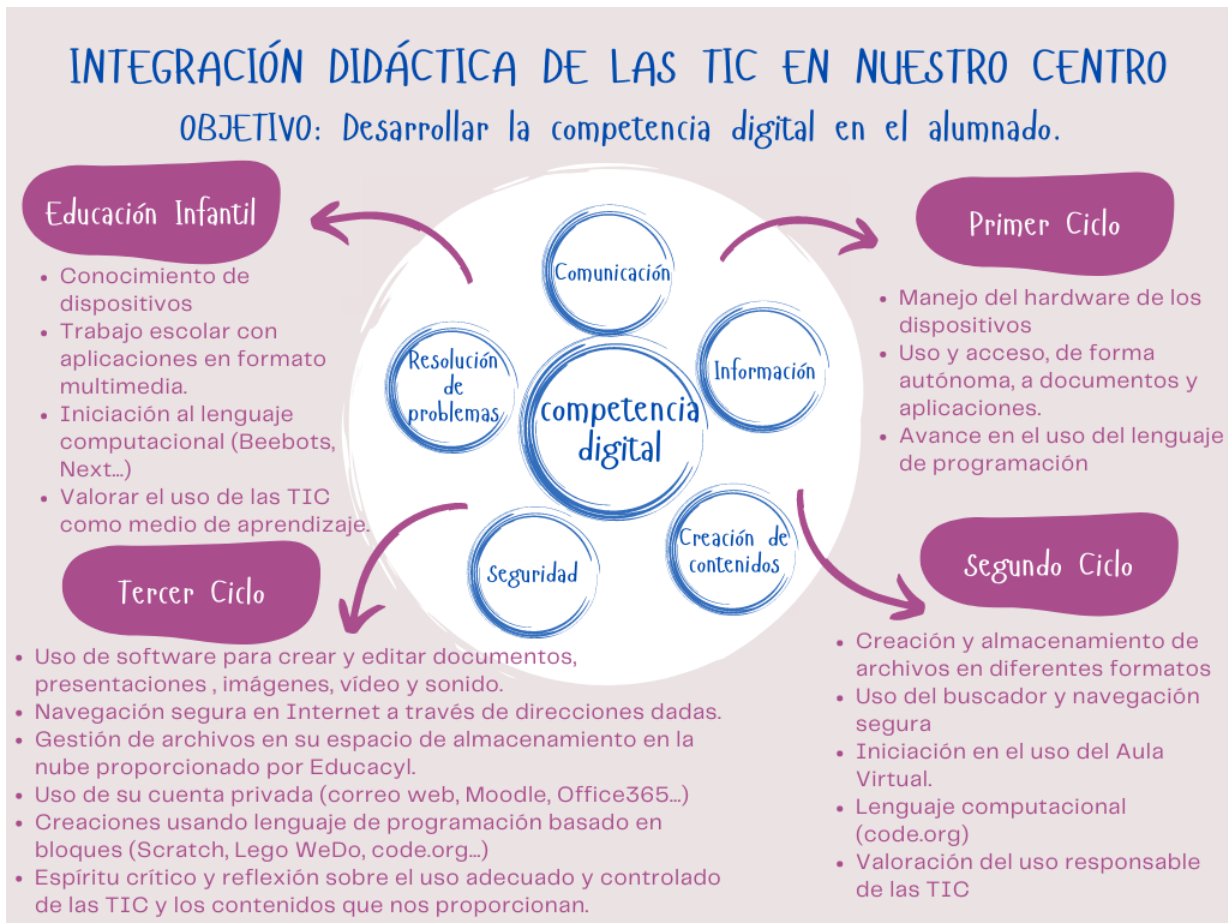 INTEGRACIÓN DIDÁCTICA DE LAS TIC EN NUESTRO CENTRO
OBJETIVO: Desarrollar la competencia digital en el alumnado.
Educación Infantil
• Conocimiento de
dispositivos
• Trabajo escolar con
aplicaciones en formato
multimedia.
• Iniciación al lenguaje
computacional (Beebots,
Next...)
• Valorar el uso de las TIC
como medio de aprendizaje.
Comunicación
Información
Creación de
contenidos
Seguridad
Resolución
de
problemas
competencia
digital
Primer Ciclo
• Manejo del hardware de los
dispositivos
• Uso y acceso, de forma
autónoma, a documentos y
aplicaciones.
• Avance en el uso del lenguaje
de programación
Segundo Ciclo
• Creación y almacenamiento de
archivos en diferentes formatos
• Uso del buscador y navegación
segura
• Iniciación en el uso del Aula
Virtual.
• Lenguaje computacional
(code.org)
• Valoración del uso responsable
de las TIC
Tercer Ciclo
• Uso de software para crear y editar documentos,
presentaciones , imágenes, vídeo y sonido.
• Navegación segura en Internet a través de direcciones dadas.
• Gestión de archivos en su espacio de almacenamiento en la
nube proporcionado por Educacyl.
• Uso de su cuenta privada (correo web, Moodle, Office365...)
• Creaciones usando lenguaje de programación basado en
bloques (Scratch, Lego WeDo, code.org...)
• Espíritu crítico y reflexión sobre el uso adecuado y controlado
de las TIC y los contenidos que nos proporcionan.